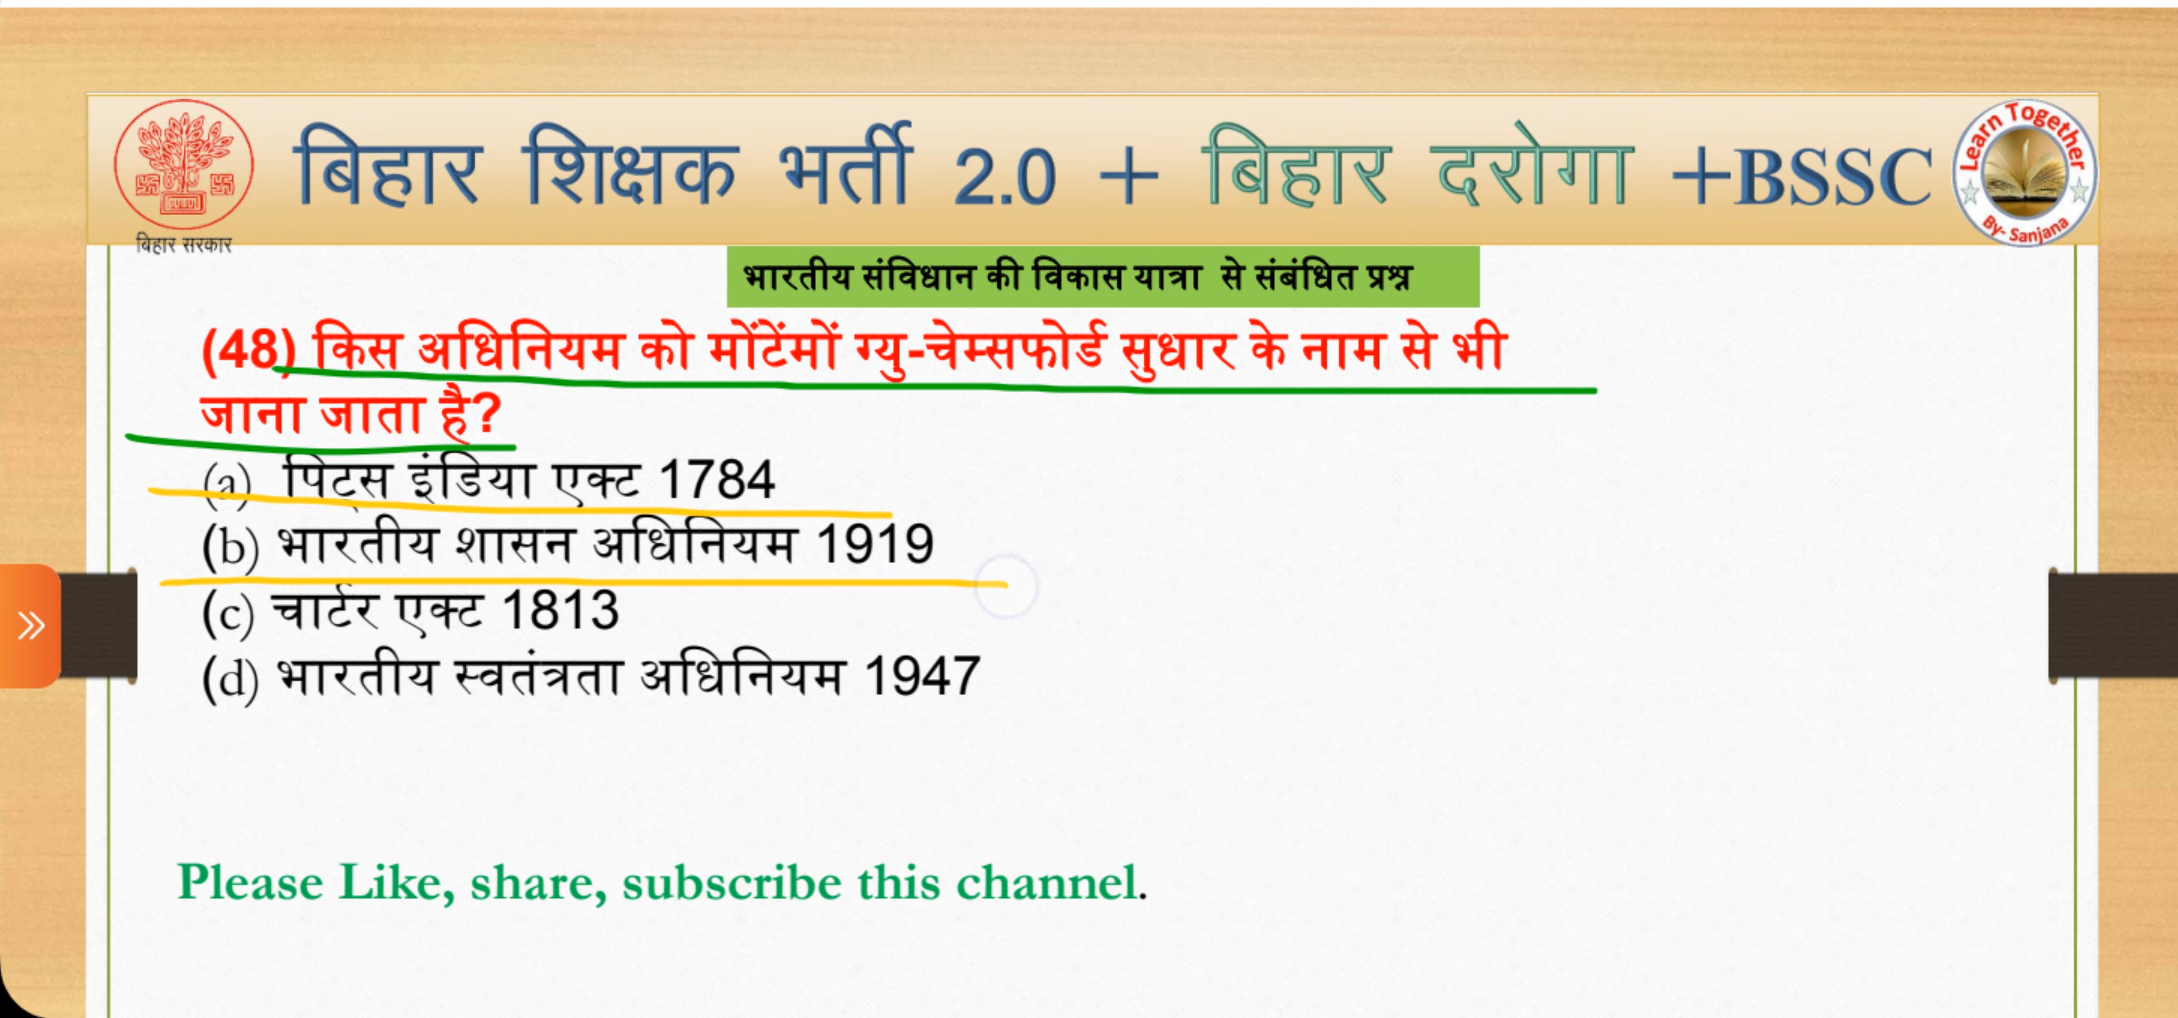 बिहार शिक्षक भर्ती 2.0 + बिहार दरोगा +BSSC
Learn Together
By- Sanjana
बिहार सरकार
भारतीय संविधान की विकास यात्रा से संबंधित प्रश्न
(48) किस अधिनियम को मोंटेंमों ग्यु-चेम्सफोर्ड सुधार के नाम से भी
जाना जाता है?
(a) पिट्स इंडिया एक्ट 1784
(b) भारतीय शासन अधिनियम 1919
(c) चार्टर एक्ट 1813
(d) भारतीय स्वतंत्रता अधिनियम 1947
Please Like, share, subscribe this channel.